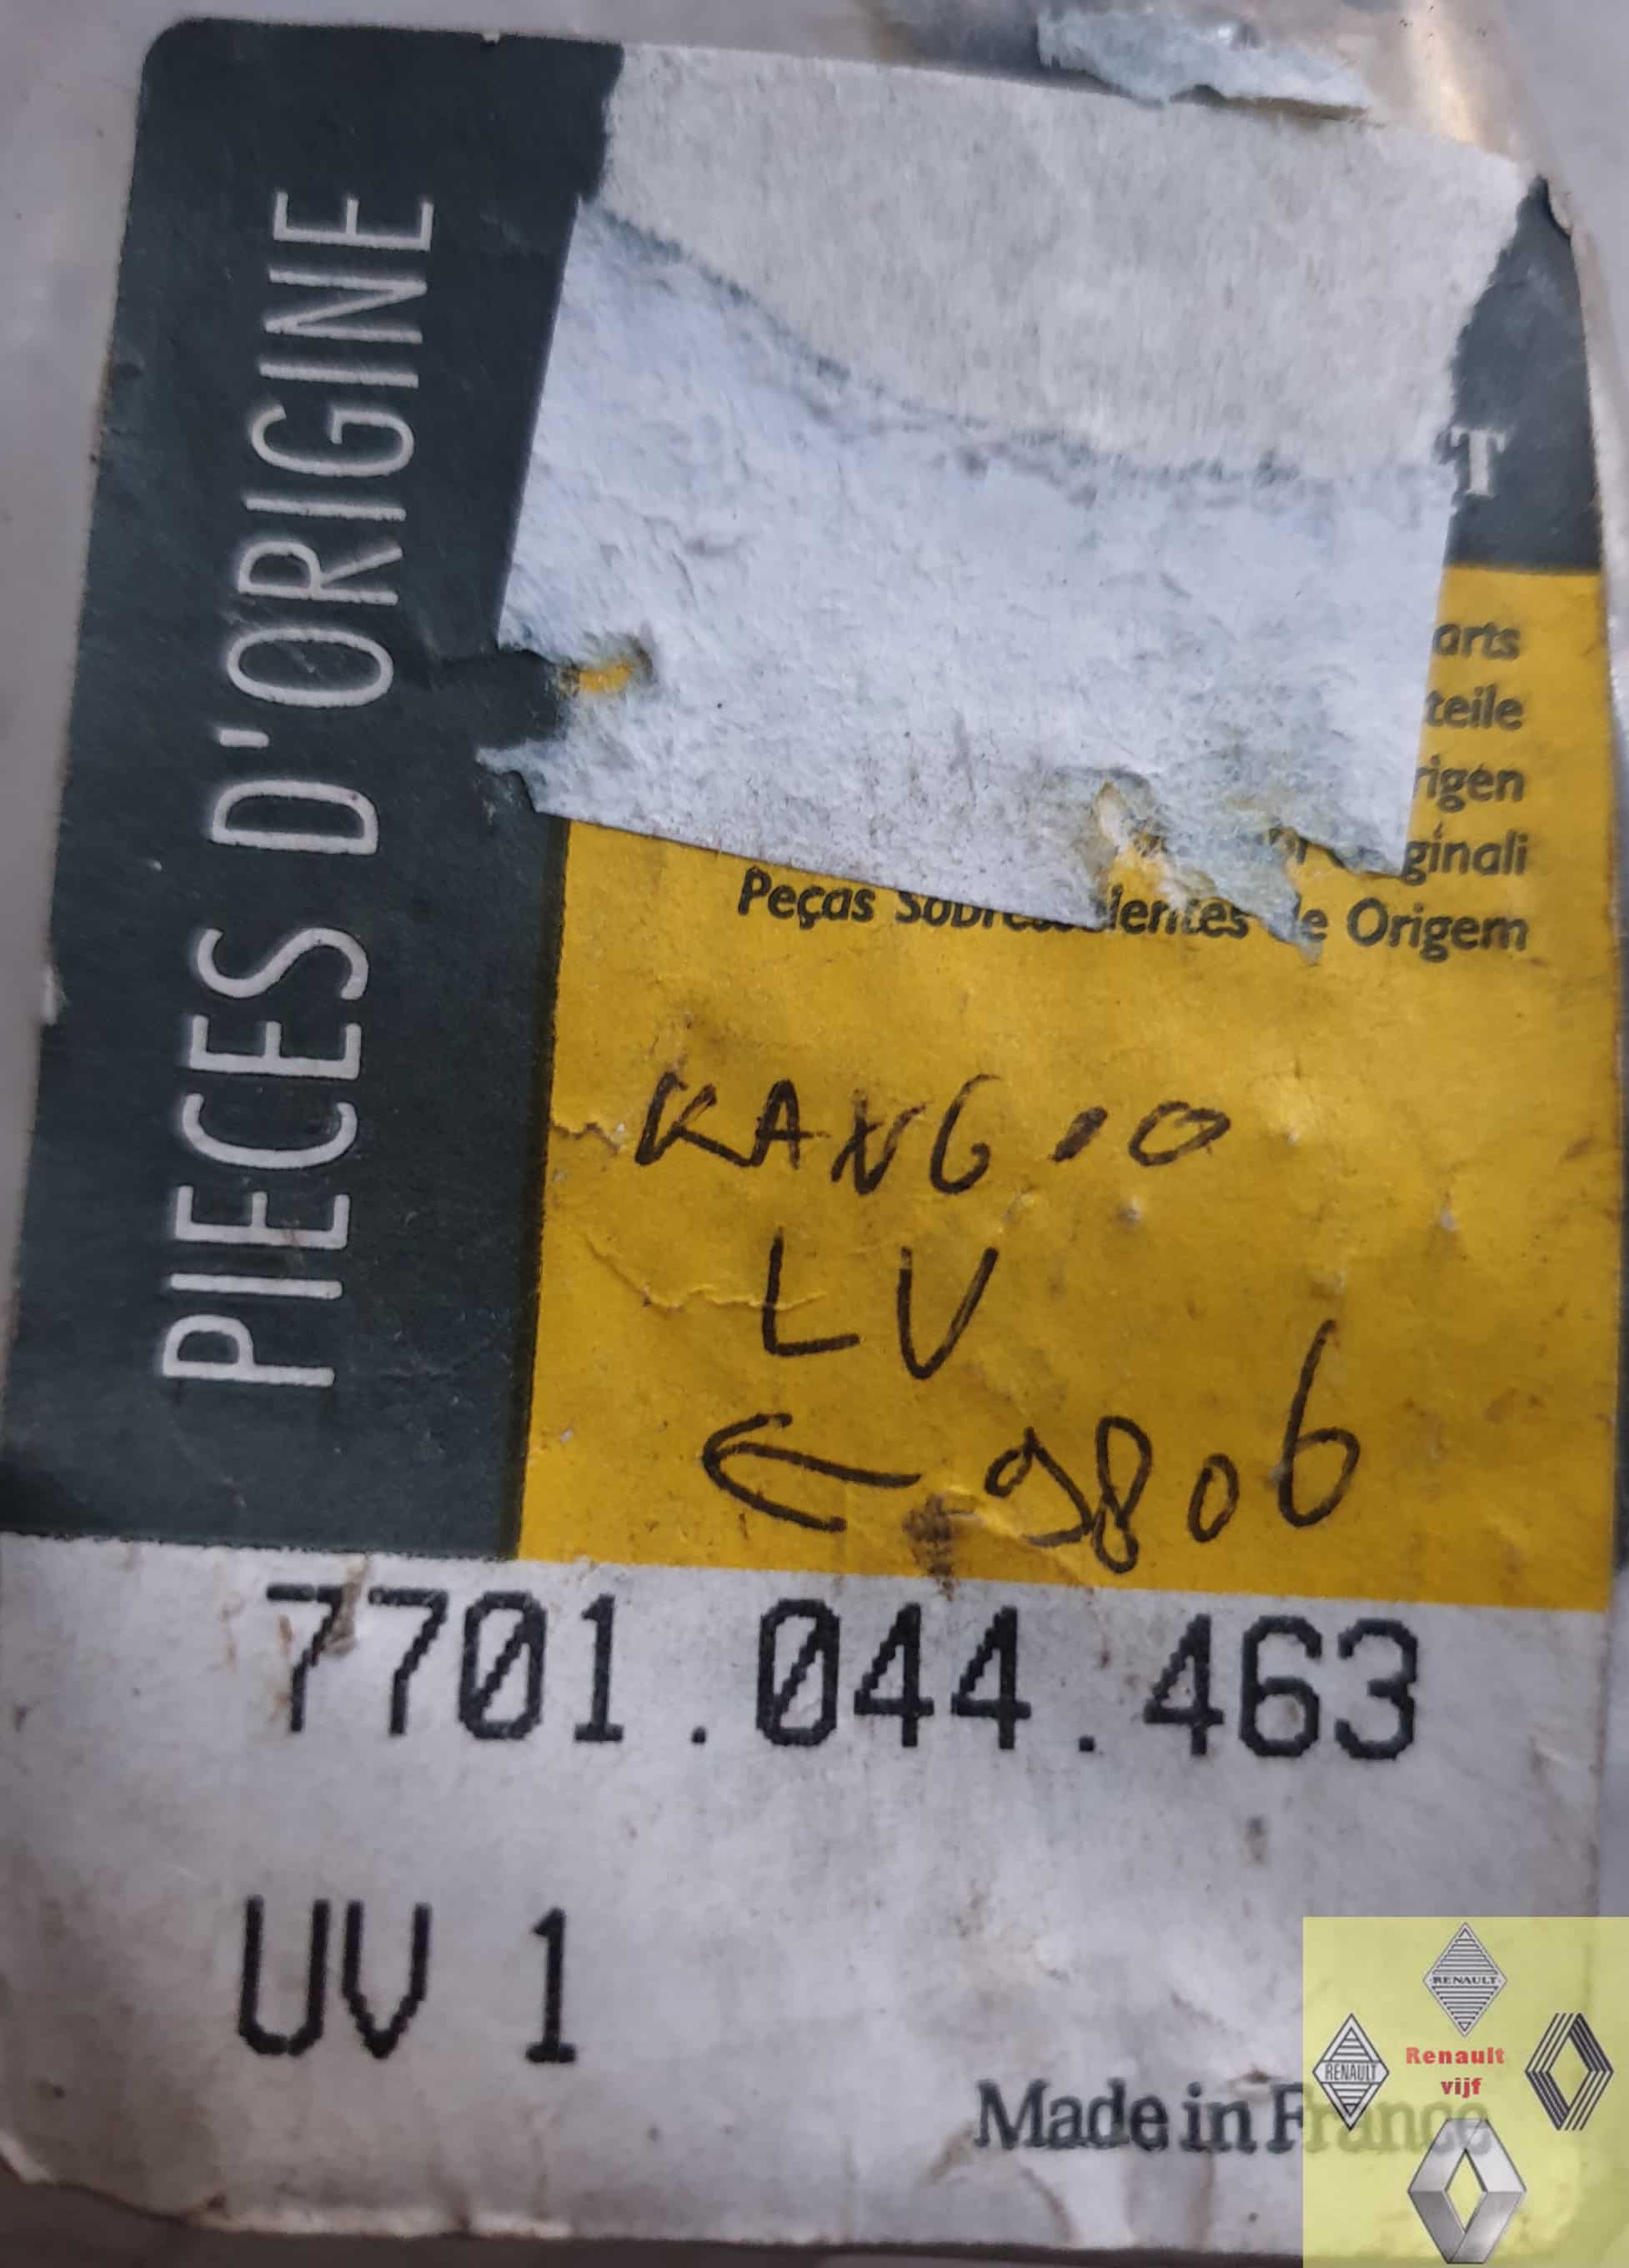 PIECES D'ORIGINE
T
arts
teile
rigen
ginali
Peças de Origem
KANGOO
LV
← 9806
7701.044.463
UV 1
Made in France
RENAULT
RENAULT
Renault
vijf